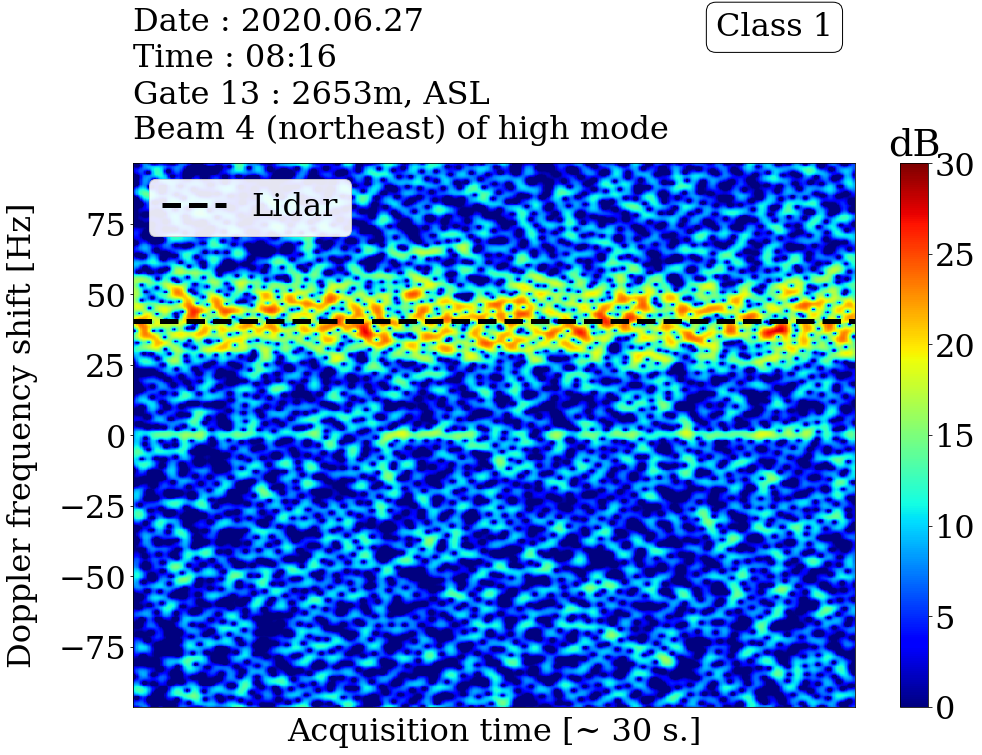 Date : 2020.06.27
Time : 08:16
Gate 13 : 2653m, ASL
Beam 4 (northeast) of high mode
Class 1
dB
Lidar
Doppler frequency shift [Hz]
75
50
25
0
−25
−50
−75
Acquisition time [~ 30 s.]
30
25
20
15
10
5
0